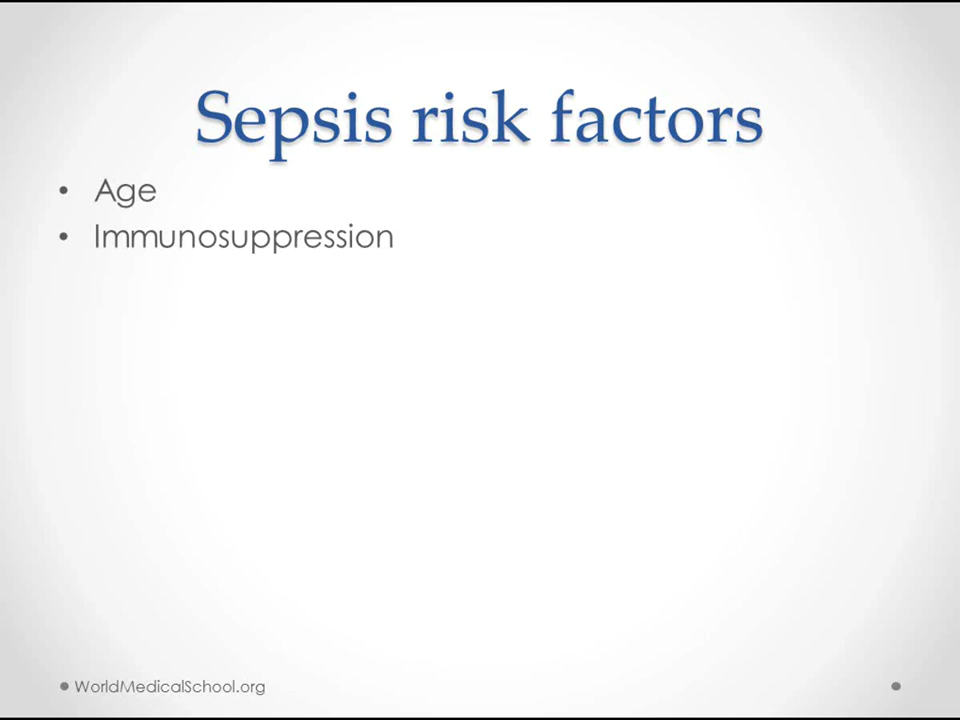 Sepsis risk factors
• Age
• Immunosuppression
WorldMedicalSchool.org